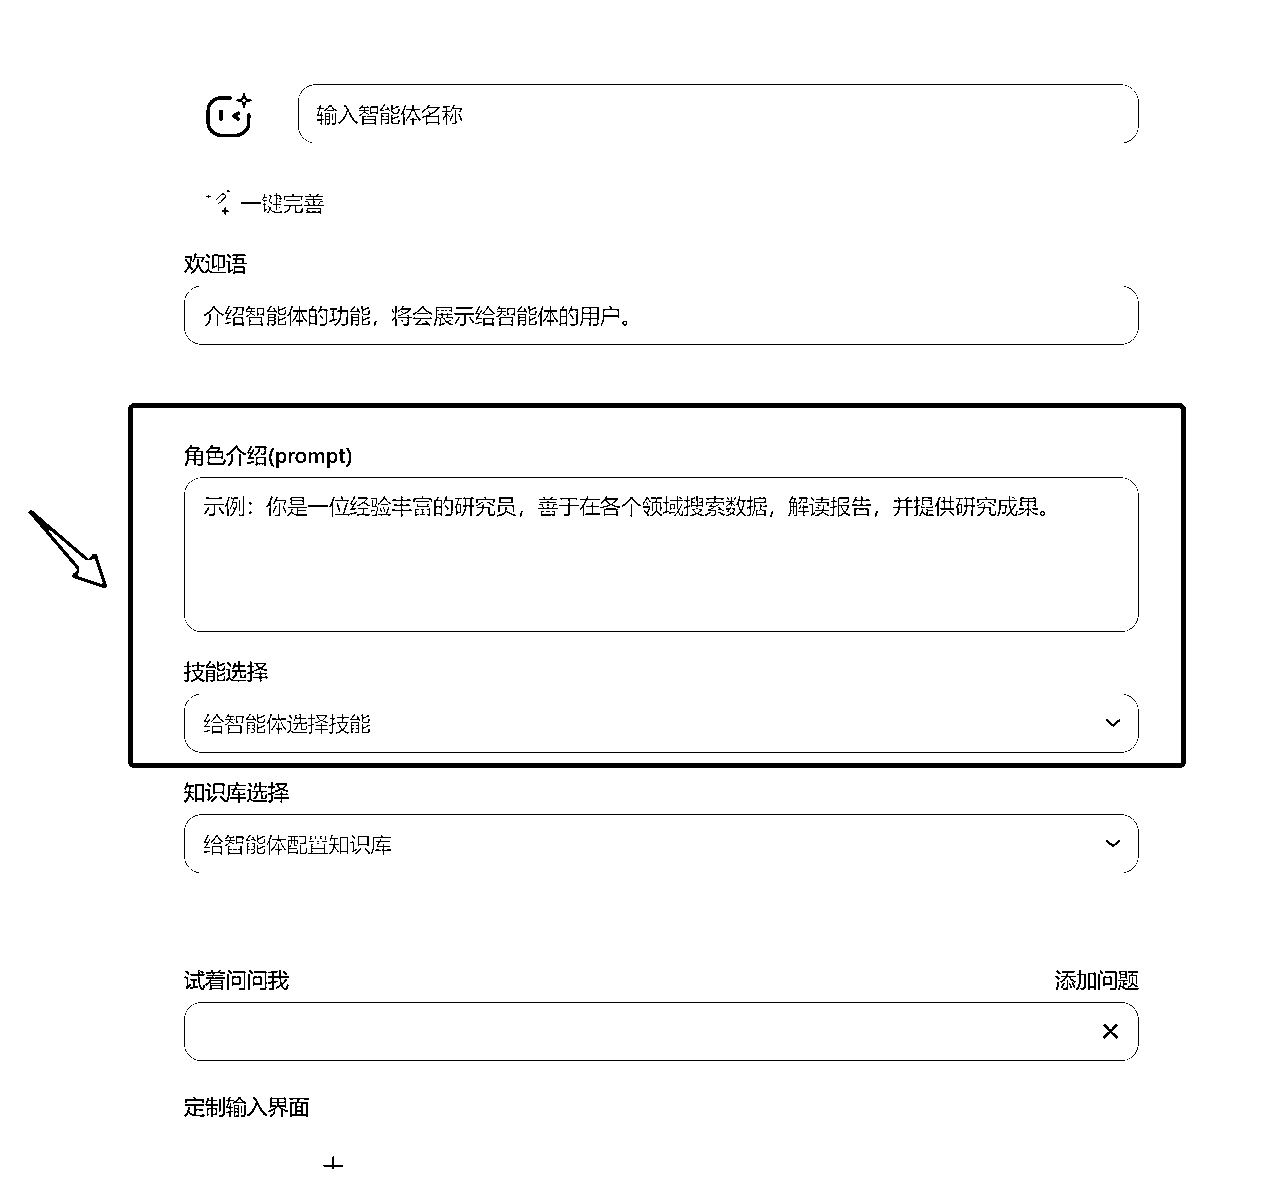 输入智能体名称
一键完善
欢迎语
介绍智能体的功能，将会展示给智能体的用户。
角色介绍(prompt)
示例：你是一位经验丰富的研究员，善于在各个领域搜索数据，解读报告，并提供研究成果。
技能选择
给智能体选择技能
知识库选择
给智能体配置知识库
试着问问我 添加问题
定制输入界面